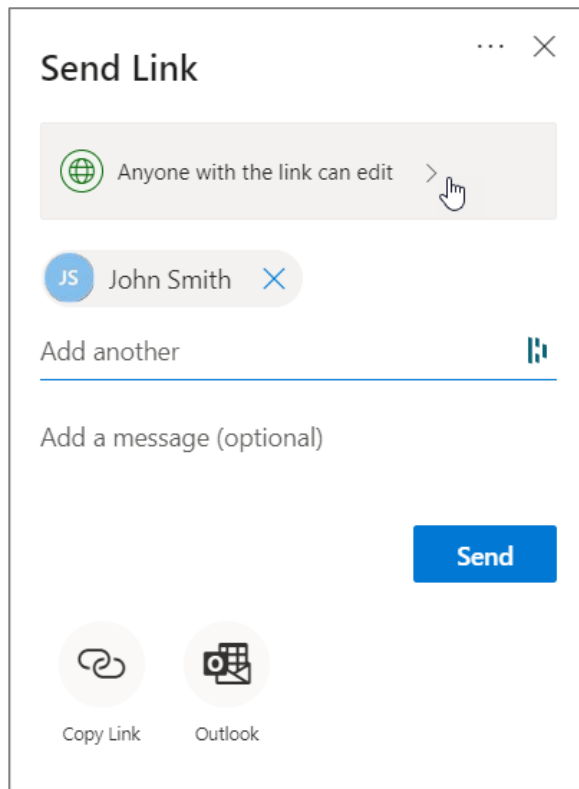 Send Link
Anyone with the link can edit
JS John Smith
Add another
Add a message (optional)
Send
Copy Link Outlook